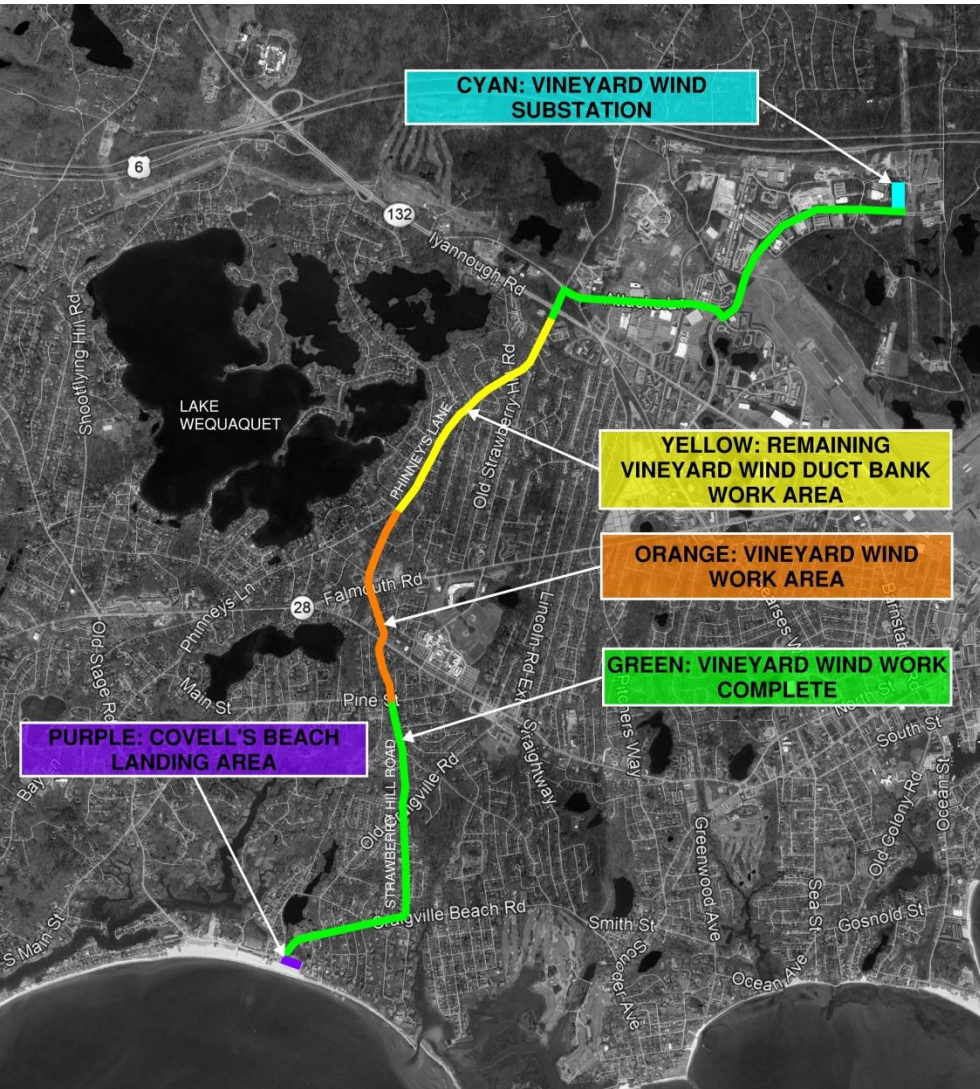 CYAN: VINEYARD WIND
SUBSTATION
6
132
Iyannough Rd
Shootflying Hill Rd
LAKE
WEQUAQUET
PHINNEY'S LANE
Old Strawberry Hill Rd
YELLOW: REMAINING
VINEYARD WIND DUCT BANK
WORK AREA
ORANGE: VINEYARD WIND
WORK AREA
Falmouth Rd
28
Phinneys Ln
Lincoln Rd Ext
Old Stage Rd
Main St
Pine St
GREEN: VINEYARD WIND WORK
COMPLETE
Pitchers Way
North St
South St
PURPLE: COVELL'S BEACH
LANDING AREA
STRAWBERRY HILL ROAD
Straightway
Ocean St
Old Colony Rd
Greenwood Ave
Craigville Beach Rd
Smith St
Sea St
Gosnold St
S Main St
Ocean Ave